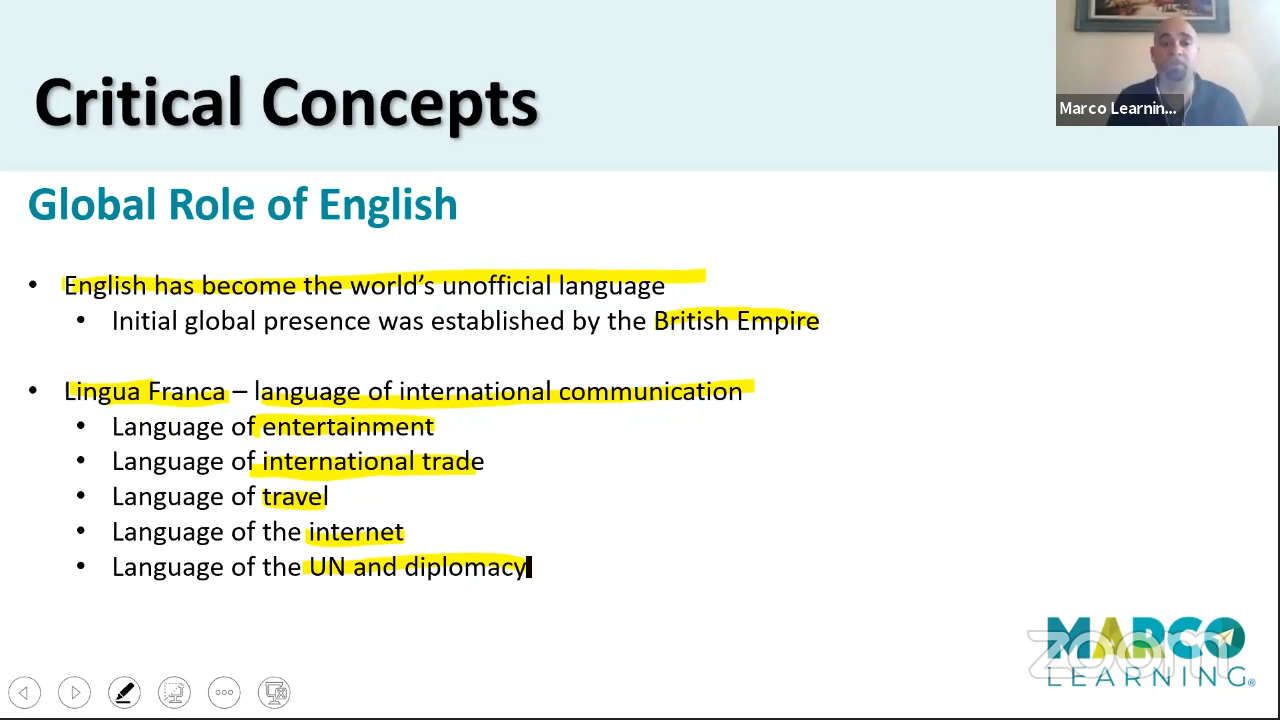 Critical Concepts
Marco Learnin...
Global Role of English
• English has become the world's unofficial language
• Initial global presence was established by the British Empire
• Lingua Franca – language of international communication
• Language of entertainment
• Language of international trade
• Language of travel
• Language of the internet
• Language of the UN and diplomacy
MARCO
zoom
LEARNING®